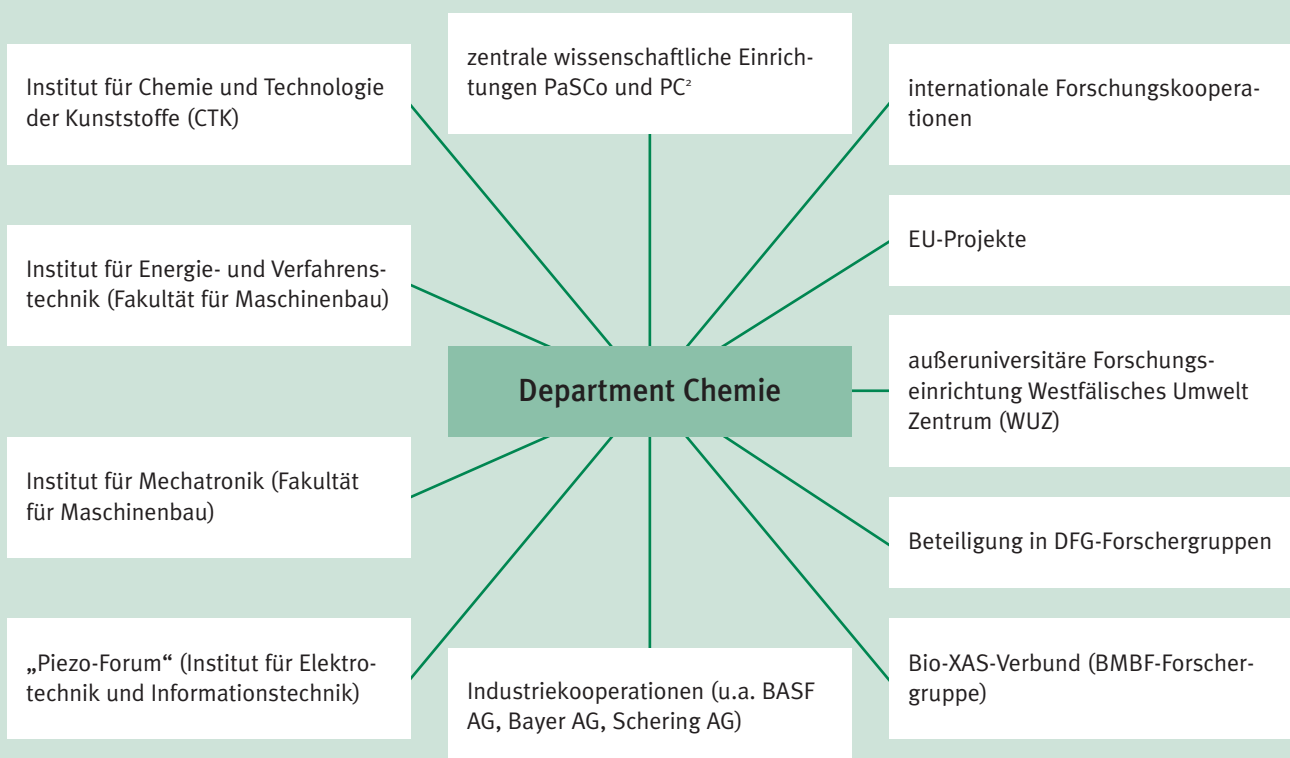 Institut für Chemie und Technologie
der Kunststoffe (CTK)
zentrale wissenschaftliche Einrich-
tungen PaSCo und PC²
internationale Forschungskoopera-
tionen
Institut für Energie- und Verfahrens-
technik (Fakultät für Maschinenbau)
EU-Projekte
Department Chemie
außeruniversitäre Forschungs-
einrichtung Westfälisches Umwelt
Zentrum (WUZ)
Institut für Mechatronik (Fakultät
für Maschinenbau)
Beteiligung in DFG-Forschergruppen
„Piezo-Forum“ (Institut für Elektro-
technik und Informationstechnik)
Industriekooperationen (u.a. BASF
AG, Bayer AG, Schering AG)
Bio-XAS-Verbund (BMBF-Forscher-
gruppe)